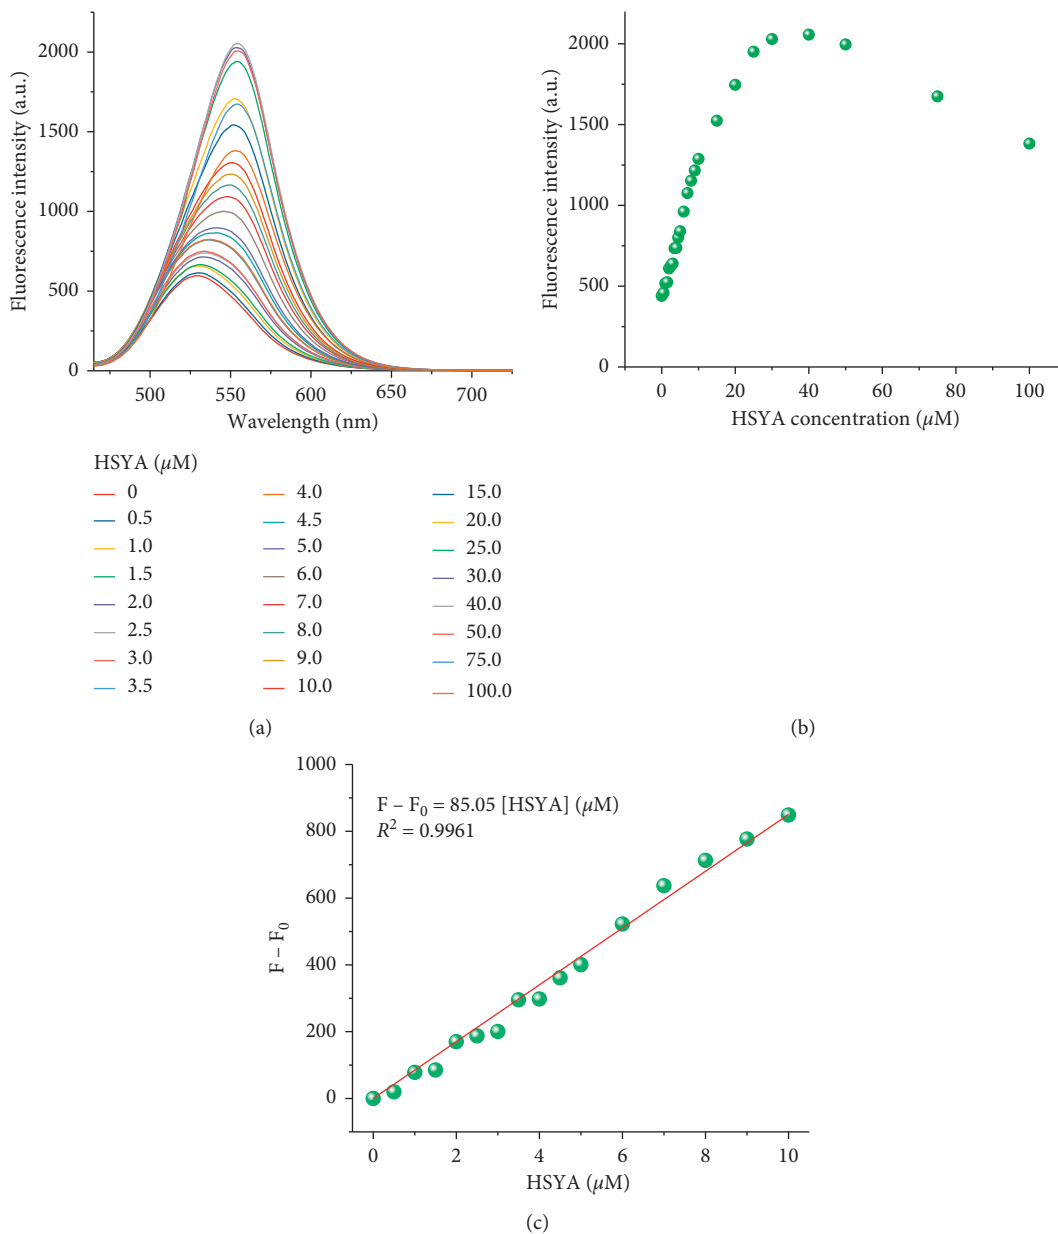 2000
1500
1000
500
0
Fluorescence intensity (a.u.)
500 550 600 650 700
Wavelength (nm)
2000
1500
1000
500
0
Fluorescence intensity (a.u.)
0 20 40 60 80 100
HSYA concentration (μM)
HSYA (μM)
0 4.0 15.0
0.5 4.5 20.0
1.0 5.0 25.0
1.5 6.0 30.0
2.0 7.0 40.0
2.5 8.0 50.0
3.0 9.0 75.0
3.5 10.0 100.0
(a)
(b)
1000
800
600
400
200
0
F – F₀
F – F₀ = 85.05 [HSYA] (μM)
R² = 0.9961
0 2 4 6 8 10
HSYA (μM)
(c)